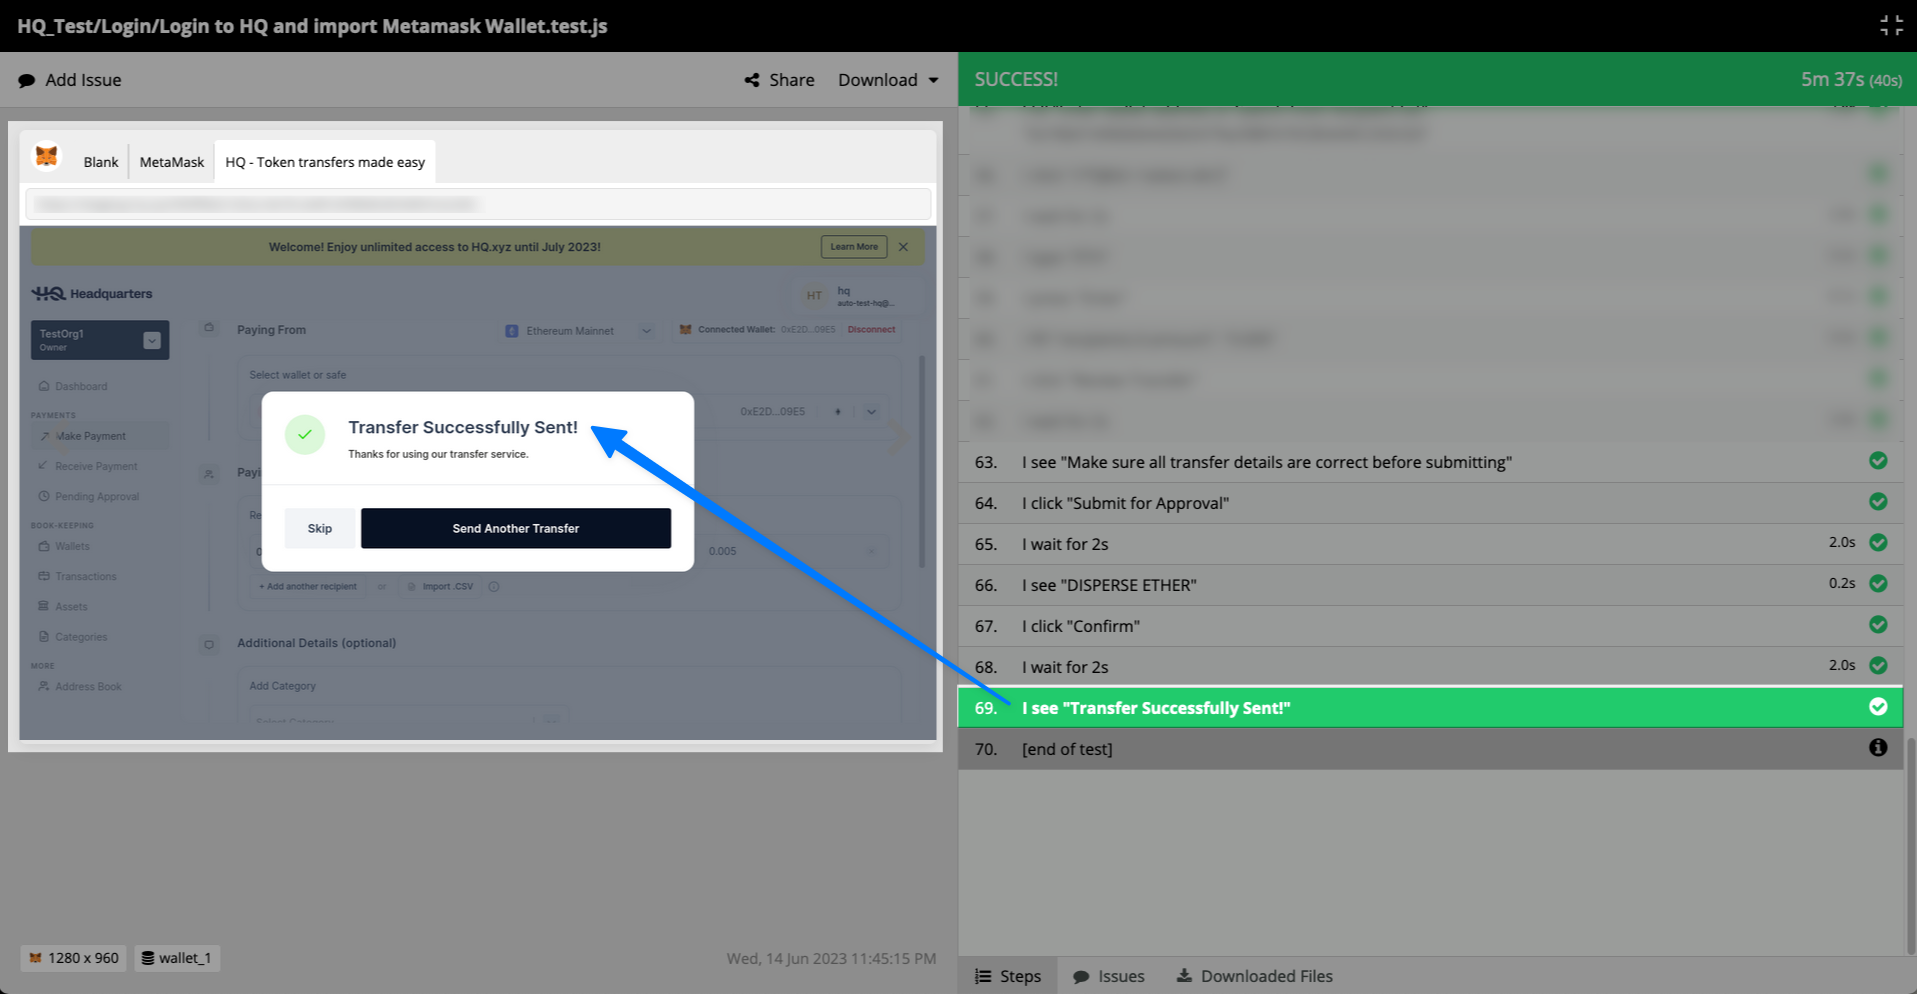 HQ_Test/Login/Login to HQ and import Metamask Wallet.test.js
Add Issue
Share
Download
SUCCESS!
5m 37s (40s)
Blank
MetaMask
HQ - Token transfers made easy
Welcome! Enjoy unlimited access to HQ.xyz until July 2023!
Learn More
HQ Headquarters
HT
hq
auto-test-hq@...
TestOrg1
Owner
Paying From
Ethereum Mainnet
Connected Wallet: 0xE2D...09E5
Disconnect
Select wallet or safe
0xE2D...09E5
Dashboard
PAYMENTS
Make Payment
Receive Payment
Pending Approval
BOOK-KEEPING
Wallets
Transactions
Assets
Categories
MORE
Address Book
Transfer Successfully Sent!
Thanks for using our transfer service.
Skip
Send Another Transfer
0.005
+ Add another recipient
or
Import .CSV
Additional Details (optional)
Add Category
Select Category
63. I see "Make sure all transfer details are correct before submitting"
64. I click "Submit for Approval"
65. I wait for 2s 2.0s
66. I see "DISPERSE ETHER" 0.2s
67. I click "Confirm"
68. I wait for 2s 2.0s
69. I see "Transfer Successfully Sent!"
70. [end of test]
1280 x 960
wallet_1
Wed, 14 Jun 2023 11:45:15 PM
Steps
Issues
Downloaded Files